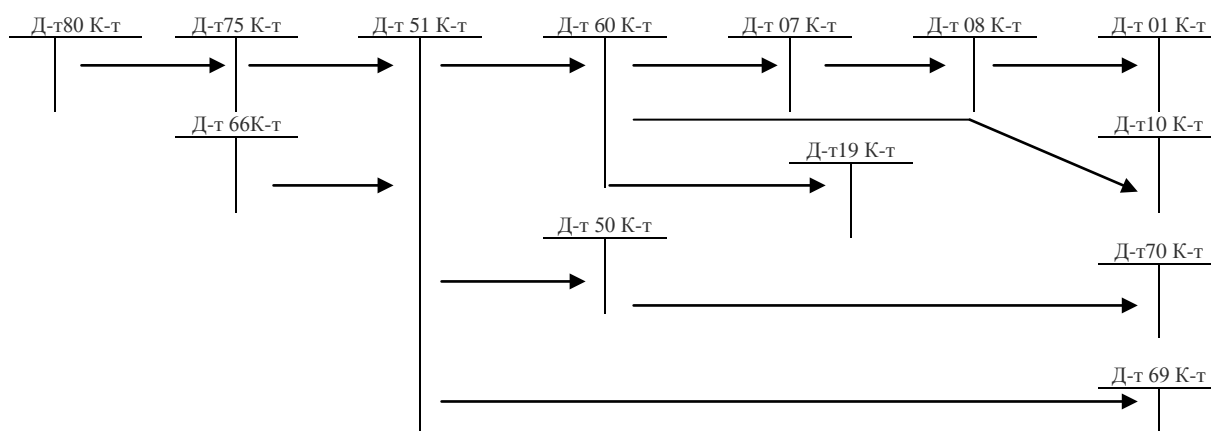 Д-т80 К-т Д-т75 К-т Д-т 51 К-т Д-т 60 К-т Д-т 07 К-т Д-т 08 К-т Д-т 01 К-т
Д-т 66К-т Д-т10 К-т
Д-т19 К-т
Д-т 50 К-т
Д-т70 К-т
Д-т 69 К-т